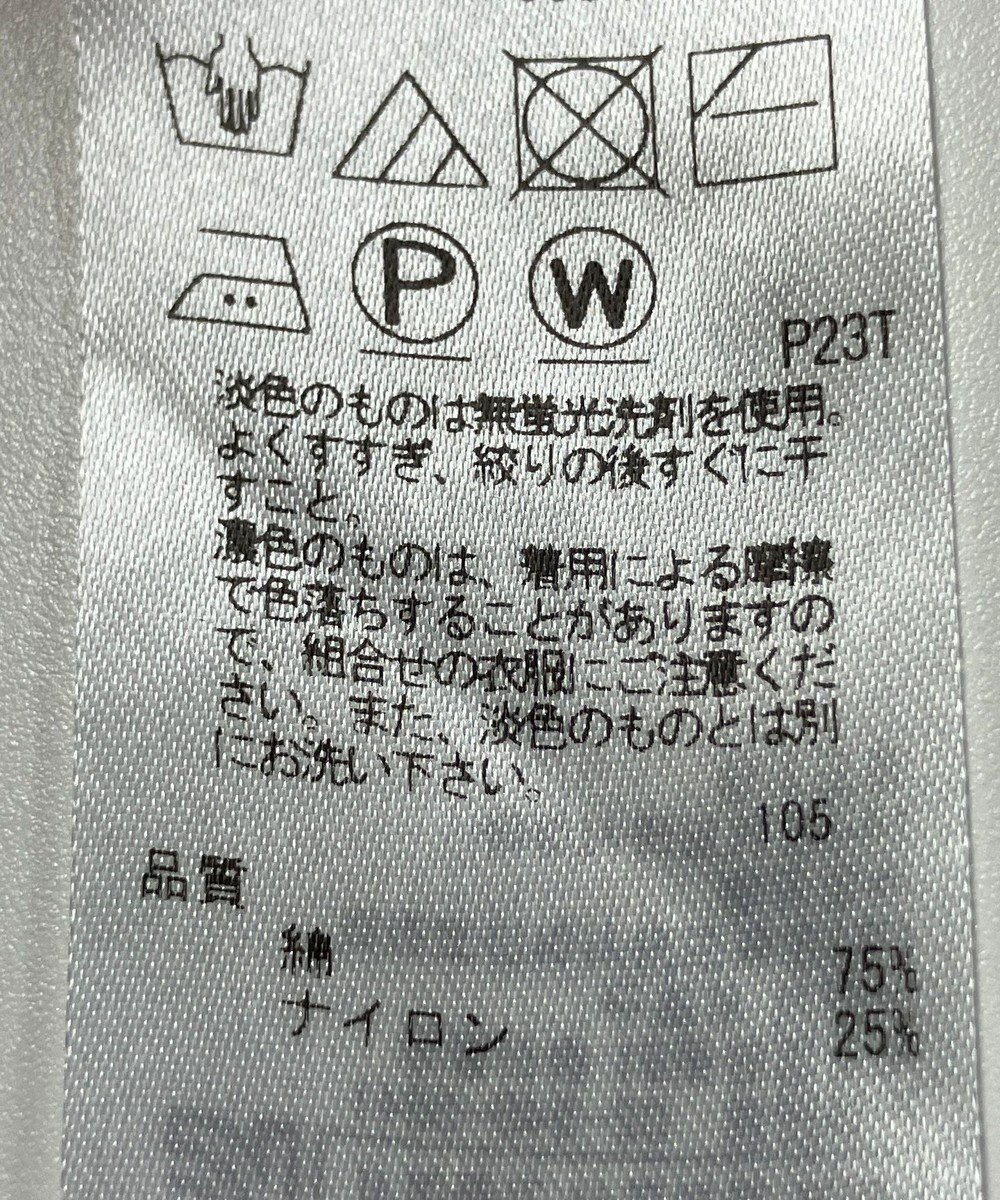 P
W
P23T
淡色のものは無蛍光洗剤を使用。
よくすすぎ、絞りの後すぐに干
すこと。
濃色のものは、着用による摩擦
で色落ちすることがありますの
で、組合せの衣服にご注意くだ
さい。また、淡色のものとは別
にお洗い下さい。
105
品質
綿 75%
ナイロン 25%